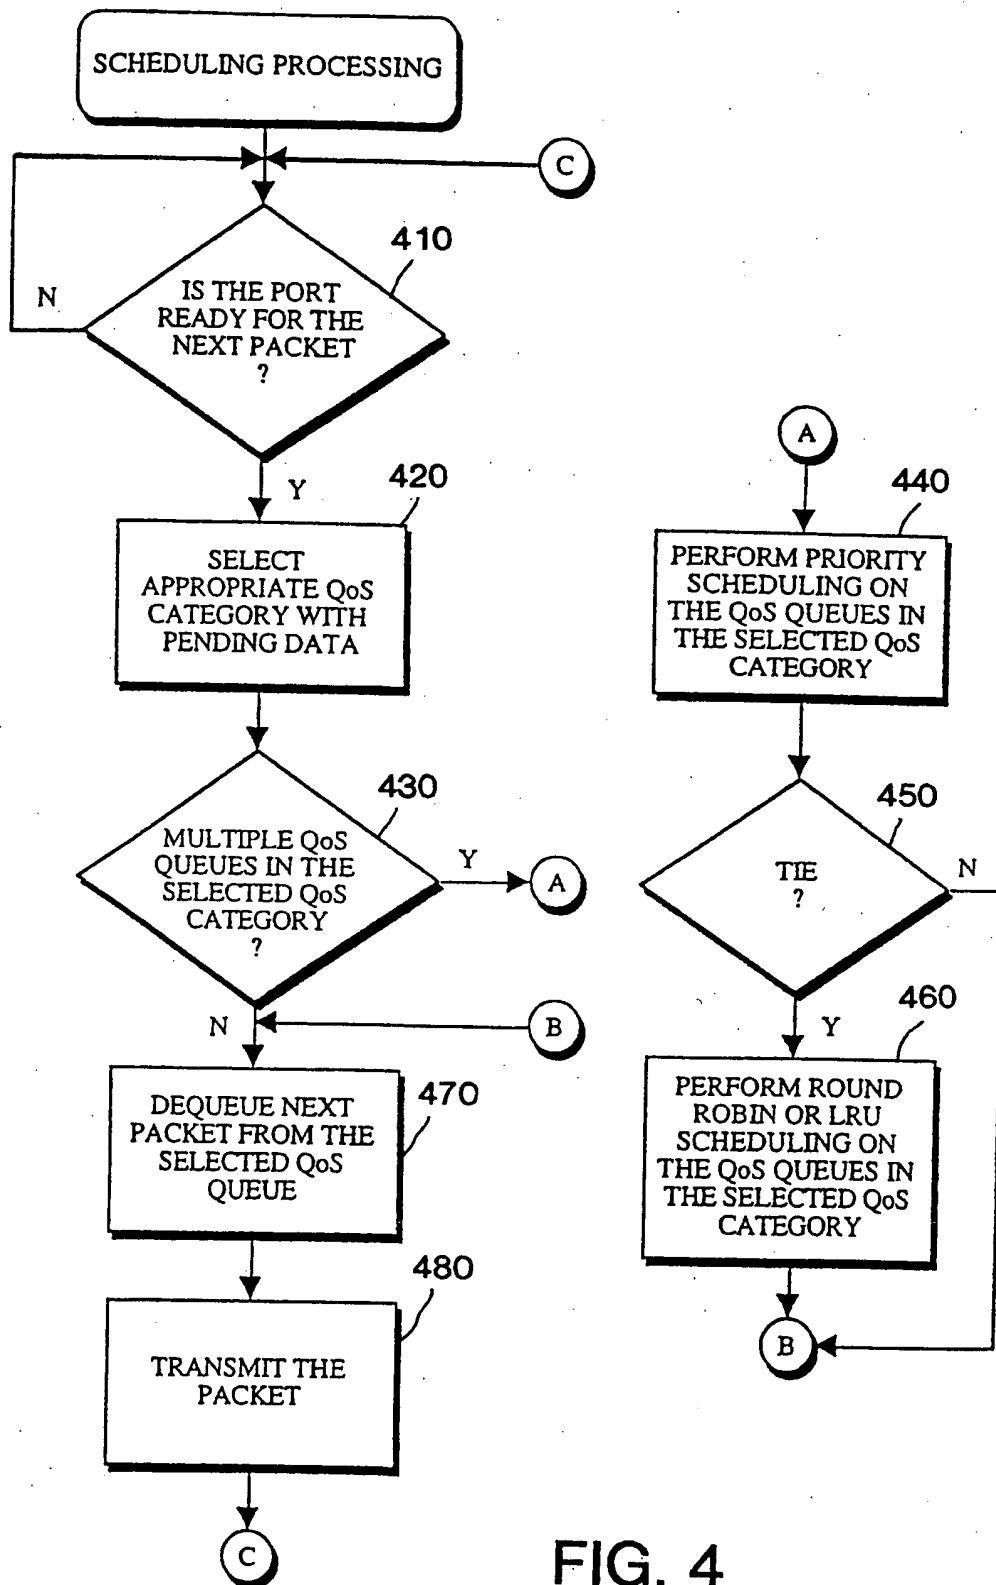 SCHEDULING PROCESSING
C
410
IS THE PORT
READY FOR THE
NEXT PACKET
?
N
Y
420
SELECT
APPROPRIATE QoS
CATEGORY WITH
PENDING DATA
430
MULTIPLE QoS
QUEUES IN THE
SELECTED QoS
CATEGORY
?
Y
A
N
B
470
DEQUEUE NEXT
PACKET FROM THE
SELECTED QoS
QUEUE
480
TRANSMIT THE
PACKET
C
A
440
PERFORM PRIORITY
SCHEDULING ON
THE QoS QUEUES IN
THE SELECTED QoS
CATEGORY
450
TIE
?
N
Y
460
PERFORM ROUND
ROBIN OR LRU
SCHEDULING ON
THE QoS QUEUES IN
THE SELECTED QoS
CATEGORY
B
FIG. 4